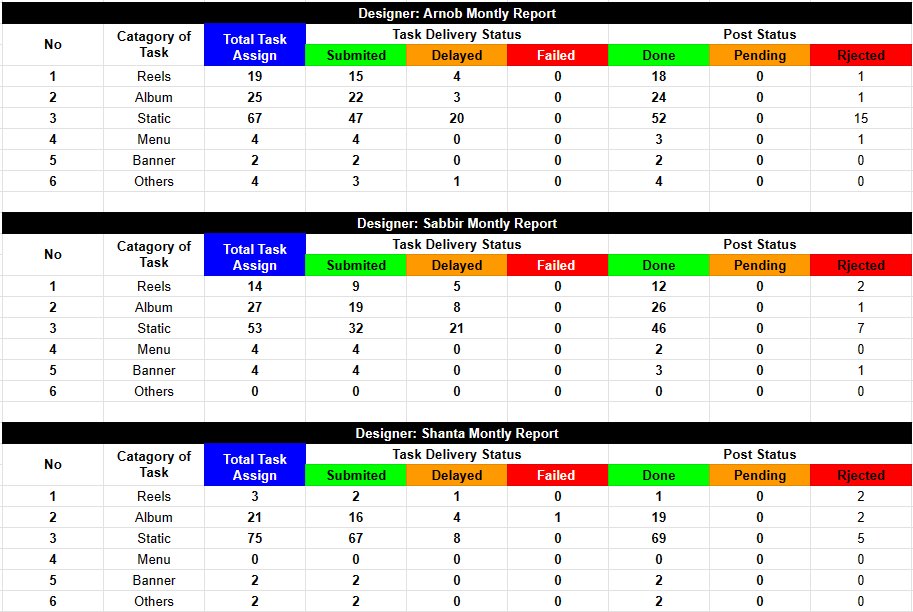 Designer: Arnob Montly Report
No Catagory of Task Total Task Assign Task Delivery Status Post Status
Submited Delayed Failed Done Pending Rjected
1 Reels 19 15 4 0 18 0 1
2 Album 25 22 3 0 24 0 1
3 Static 67 47 20 0 52 0 15
4 Menu 4 4 0 0 3 0 1
5 Banner 2 2 0 0 2 0 0
6 Others 4 3 1 0 4 0 0
Designer: Sabbir Montly Report
No Catagory of Task Total Task Assign Task Delivery Status Post Status
Submited Delayed Failed Done Pending Rjected
1 Reels 14 9 5 0 12 0 2
2 Album 27 19 8 0 26 0 1
3 Static 53 32 21 0 46 0 7
4 Menu 4 4 0 0 2 0 0
5 Banner 4 4 0 0 3 0 1
6 Others 0 0 0 0 0 0 0
Designer: Shanta Montly Report
No Catagory of Task Total Task Assign Task Delivery Status Post Status
Submited Delayed Failed Done Pending Rjected
1 Reels 3 2 1 0 1 0 2
2 Album 21 16 4 1 19 0 2
3 Static 75 67 8 0 69 0 5
4 Menu 0 0 0 0 0 0 0
5 Banner 2 2 0 0 2 0 0
6 Others 2 2 0 0 2 0 0